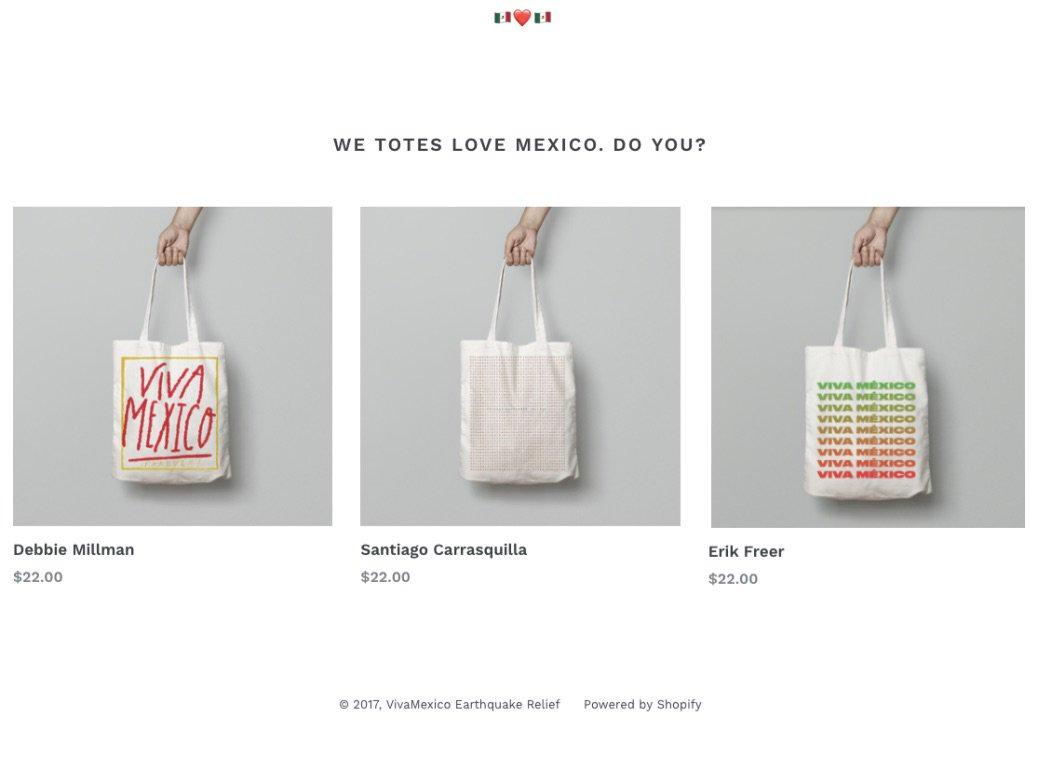 🇲🇽❤️🇲🇽
WE TOTES LOVE MEXICO. DO YOU?
VIVA
MEXICO
VIVA MÉXICO
VIVA MÉXICO
VIVA MÉXICO
VIVA MÉXICO
VIVA MÉXICO
VIVA MÉXICO
VIVA MÉXICO
VIVA MÉXICO
VIVA MÉXICO
Debbie Millman
$22.00
Santiago Carrasquilla
$22.00
Erik Freer
$22.00
© 2017, VivaMexico Earthquake Relief Powered by Shopify